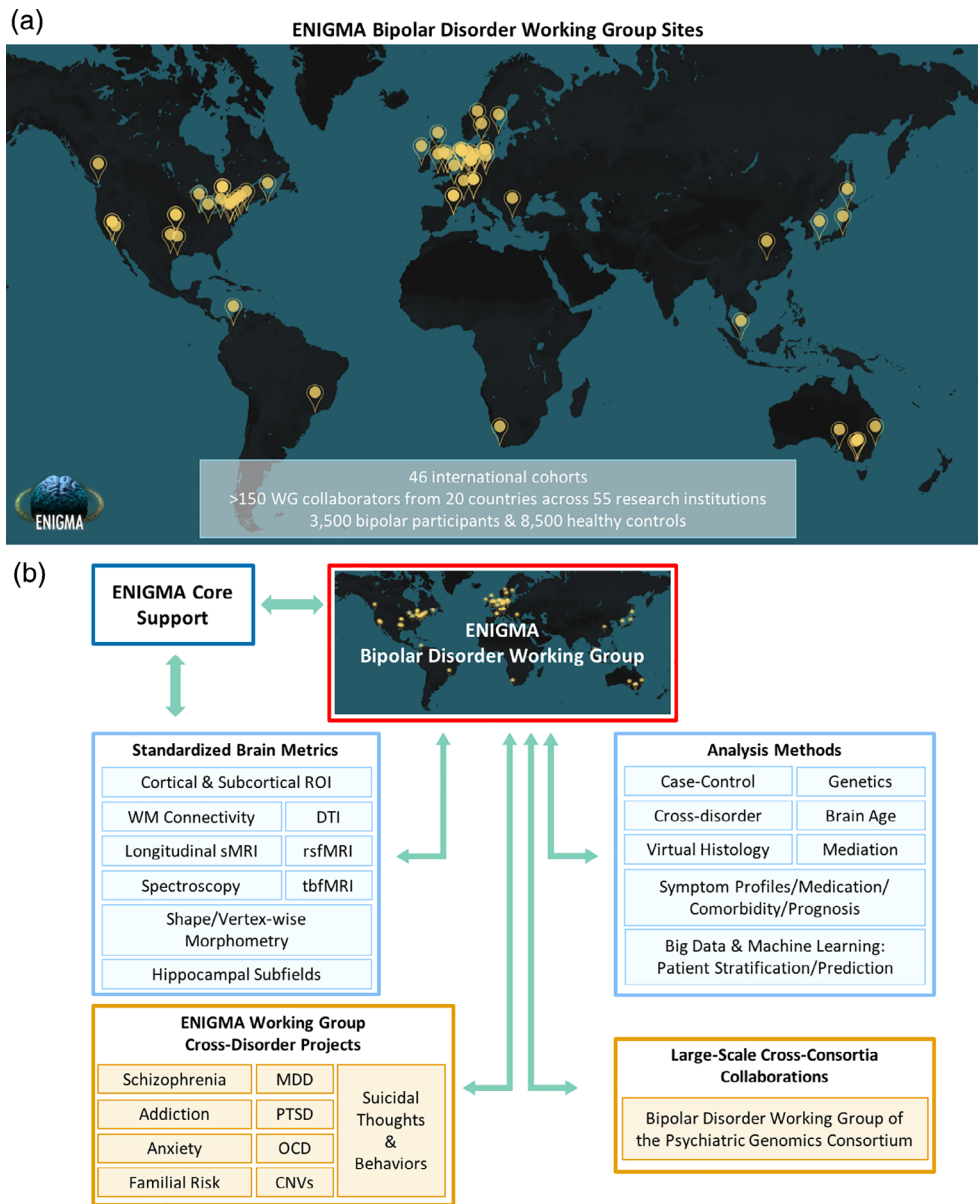 (a)
ENIGMA Bipolar Disorder Working Group Sites
46 international cohorts
>150 WG collaborators from 20 countries across 55 research institutions
3,500 bipolar participants & 8,500 healthy controls
ENIGMA
(b)
ENIGMA Core
Support
ENIGMA
Bipolar Disorder Working Group
Standardized Brain Metrics
Cortical & Subcortical ROI
WM Connectivity
DTI
Longitudinal sMRI
rsfMRI
Spectroscopy
tbfMRI
Shape/Vertex-wise
Morphometry
Hippocampal Subfields
Analysis Methods
Case-Control
Genetics
Cross-disorder
Brain Age
Virtual Histology
Mediation
Symptom Profiles/Medication/
Comorbidity/Prognosis
Big Data & Machine Learning:
Patient Stratification/Prediction
ENIGMA Working Group
Cross-Disorder Projects
Schizophrenia
MDD
Addiction
PTSD
Anxiety
OCD
Familial Risk
CNVs
Suicidal
Thoughts
&
Behaviors
Large-Scale Cross-Consortia
Collaborations
Bipolar Disorder Working Group of
the Psychiatric Genomics Consortium